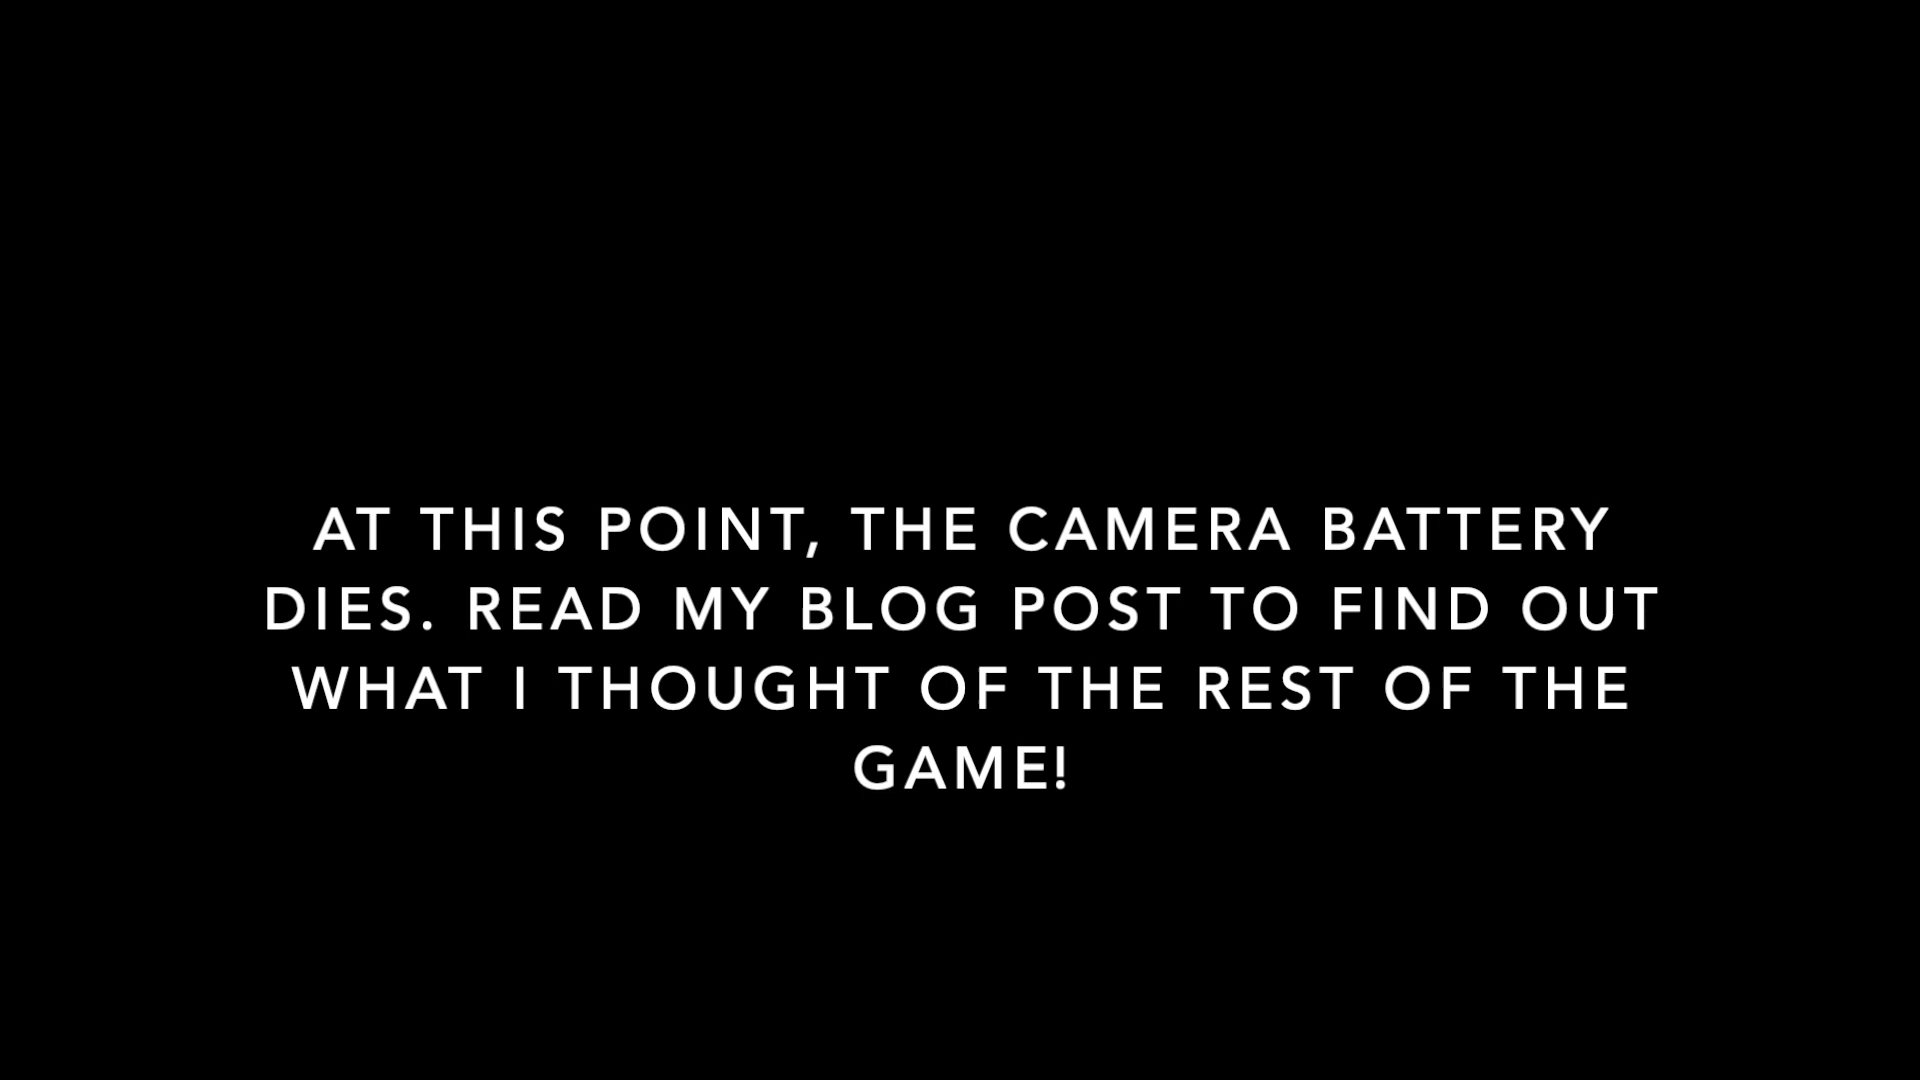 AT THIS POINT, THE CAMERA BATTERY
DIES. READ MY BLOG POST TO FIND OUT
WHAT I THOUGHT OF THE REST OF THE
GAME!